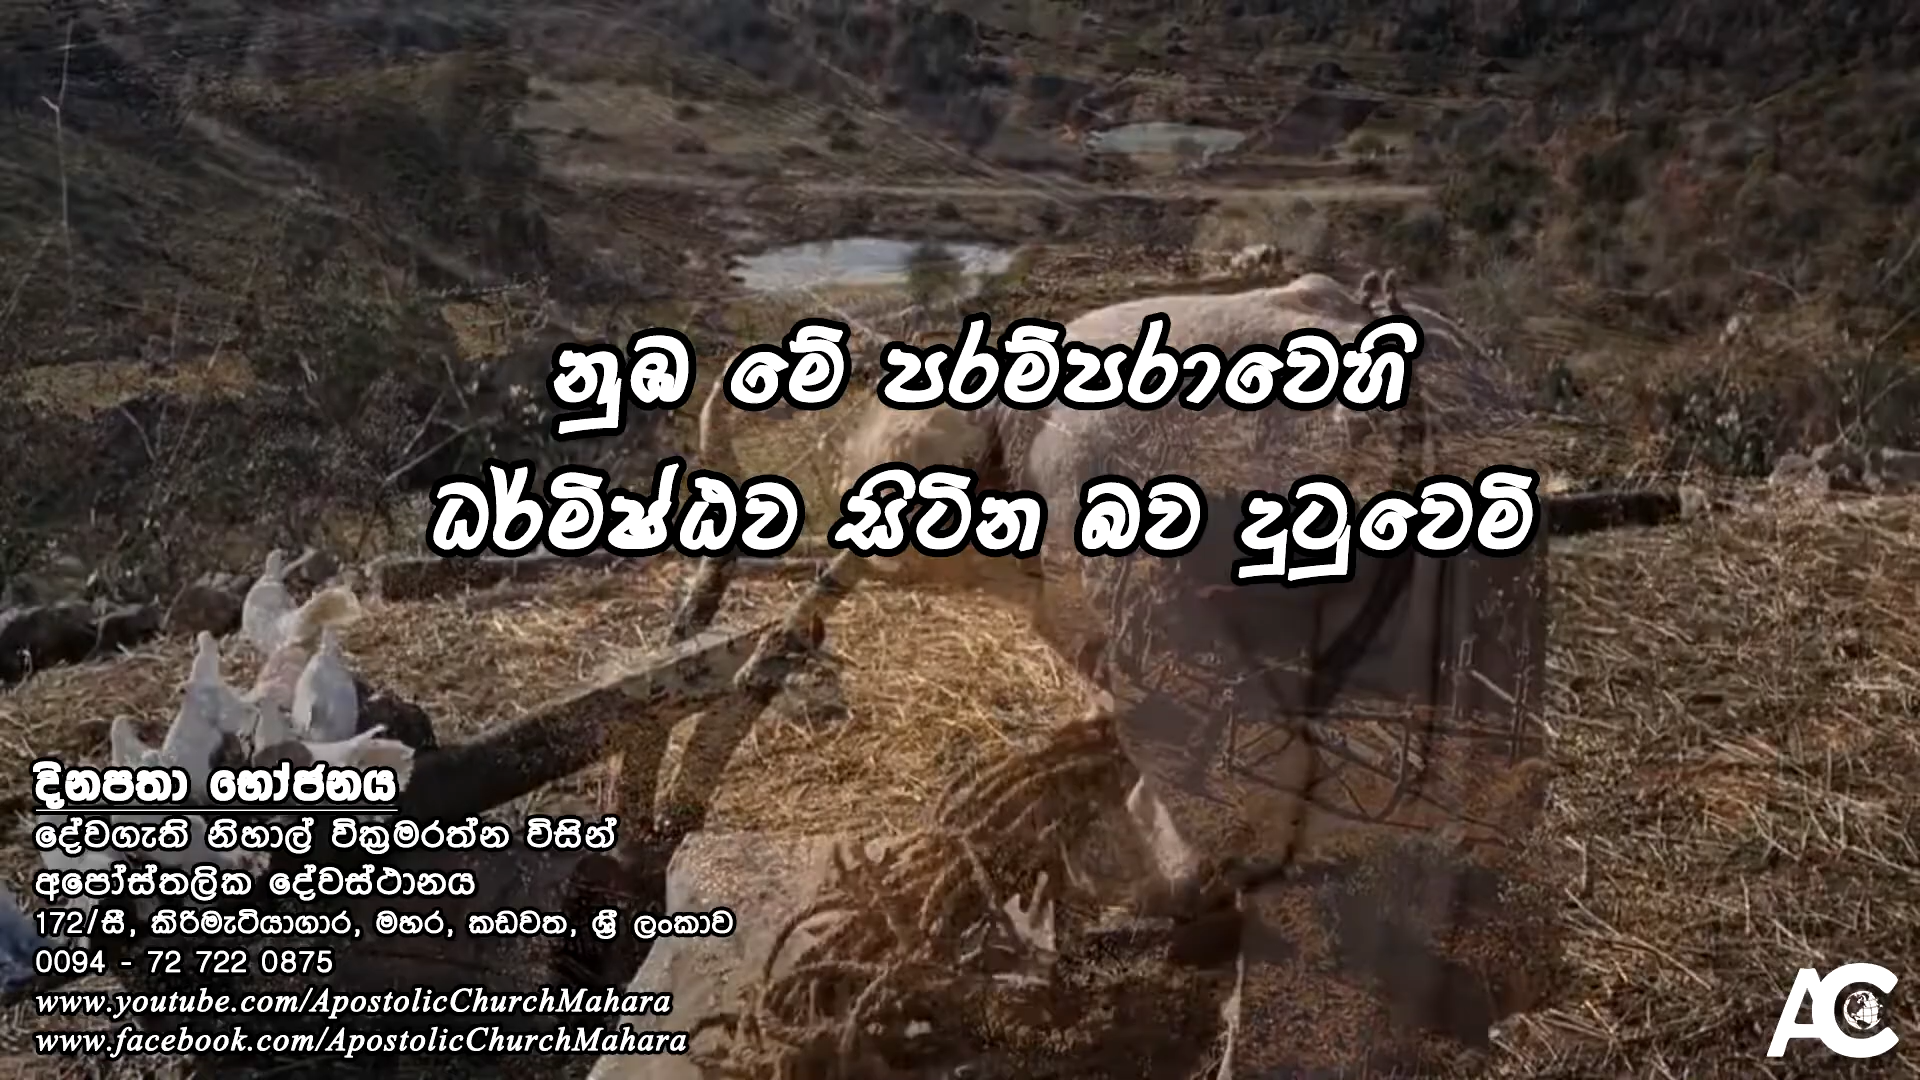 නුඹ මේ පරම්පරාවෙහි
ධර්මිෂ්ඨව සිටින බව දුටුවෙමි
දිනපතා භෝජනය
දේවගැති නිහාල් වික්‍රමරත්න විසින්
අපෝස්තලික දේවස්ථානය
172/සී, කිරිමැටියාගාර, මහර, කඩවත, ශ්‍රී ලංකාව
0094 - 72 722 0875
www.youtube.com/ApostolicChurchMahara
www.facebook.com/ApostolicChurchMahara
AC